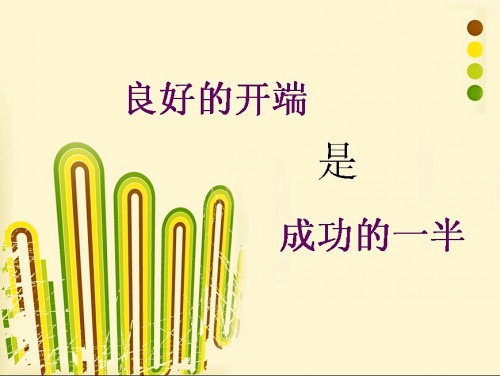 良好的开端
是
成功的一半